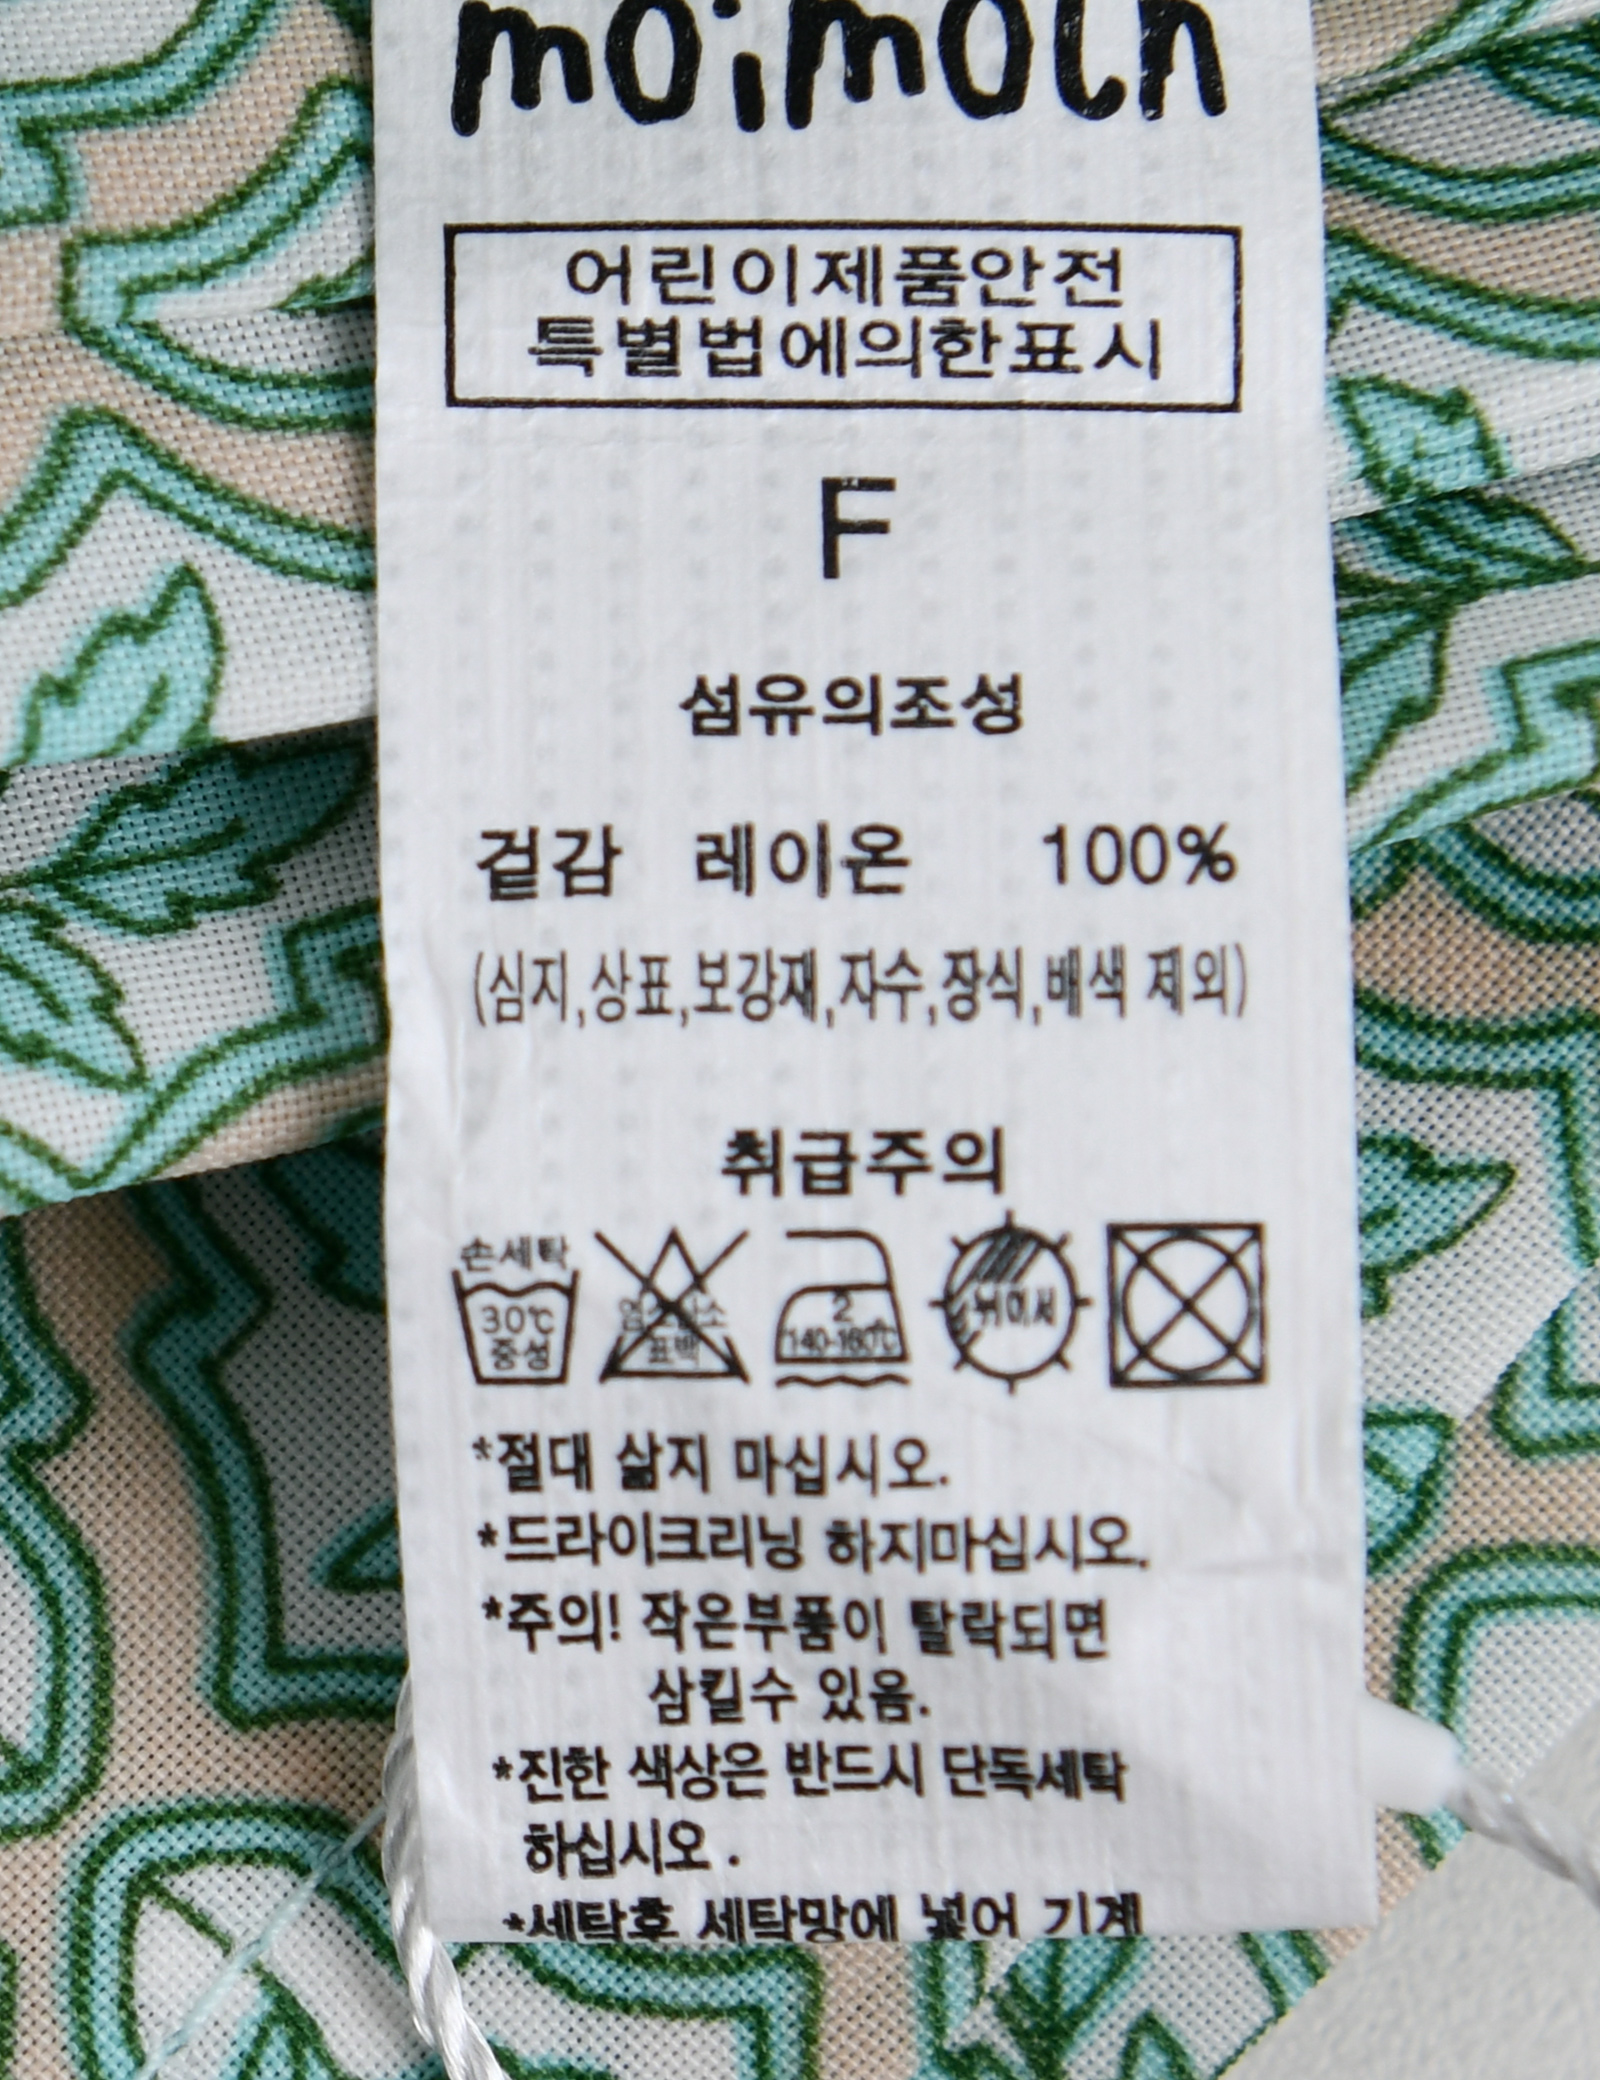 moimoln
어린이제품안전
특별법에의한표시
F
섬유의조성
겉감 레이온 100%
(심지,상표,보강재,자수,장식,배색 제외)
취급주의
손세탁
30℃
중성
염소산소
표백
2
140-160℃
뉘어서
*절대 삶지 마십시오.
*드라이크리닝 하지마십시오.
*주의! 작은부품이 탈락되면
삼킬수 있음.
*진한 색상은 반드시 단독세탁
하십시오.
*세탁후 세탁망에 넣어 기계